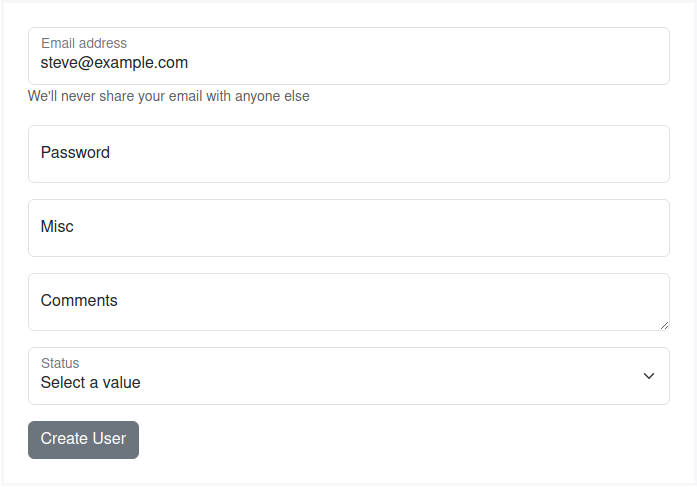 Email address
steve@example.com
We'll never share your email with anyone else
Password
Misc
Comments
Status
Select a value
Create User